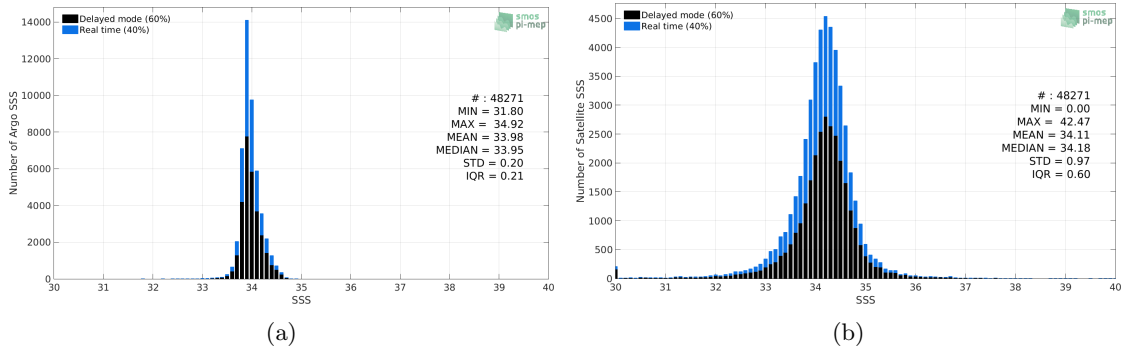 Delayed mode (60%)
Real time (40%)
smos
pi-mep
14000
12000
10000
8000
6000
4000
2000
0
Number of Argo SSS
# : 48271
MIN = 31.80
MAX = 34.92
MEAN = 33.98
MEDIAN = 33.95
STD = 0.20
IQR = 0.21
30 31 32 33 34 35 36 37 38 39 40
SSS
(a)
Delayed mode (60%)
Real time (40%)
smos
pi-mep
4500
4000
3500
3000
2500
2000
1500
1000
500
0
Number of Satellite SSS
# : 48271
MIN = 0.00
MAX = 42.47
MEAN = 34.11
MEDIAN = 34.18
STD = 0.97
IQR = 0.60
30 31 32 33 34 35 36 37 38 39 40
SSS
(b)